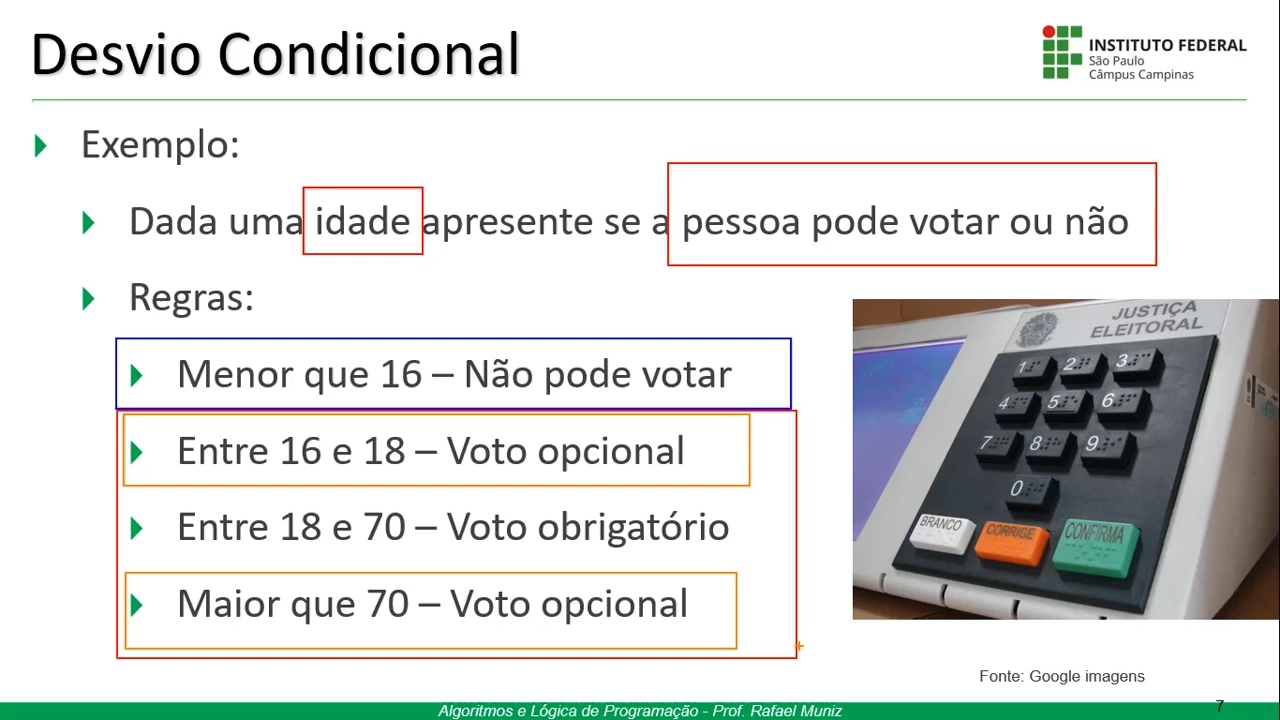 Desvio Condicional
INSTITUTO FEDERAL
São Paulo
Câmpus Campinas
Exemplo:
Dada uma idade apresente se a pessoa pode votar ou não
Regras:
Menor que 16 – Não pode votar
Entre 16 e 18 – Voto opcional
Entre 18 e 70 – Voto obrigatório
Maior que 70 – Voto opcional
JUSTIÇA
ELEITORAL
1 2 3
4 5 6
7 8 9
0
BRANCO CORRIGE CONFIRMA
Fonte: Google imagens
Algoritmos e Lógica de Programação - Prof. Rafael Muniz
7